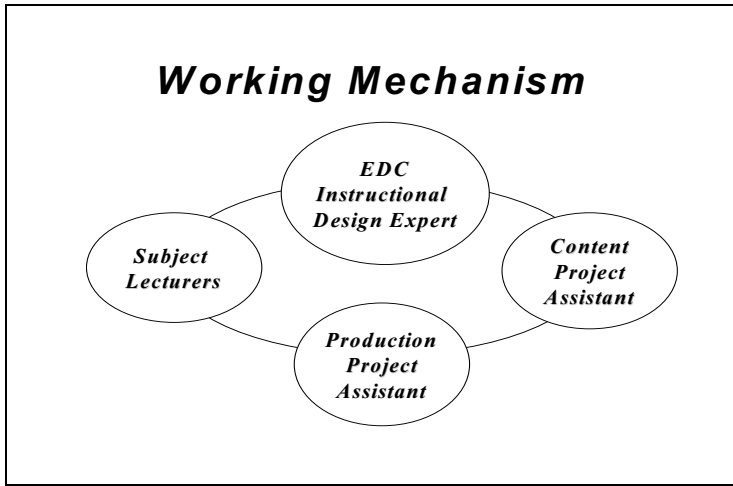 Working Mechanism
EDC
Instructional
Design Expert
Subject
Lecturers
Content
Project
Assistant
Production
Project
Assistant